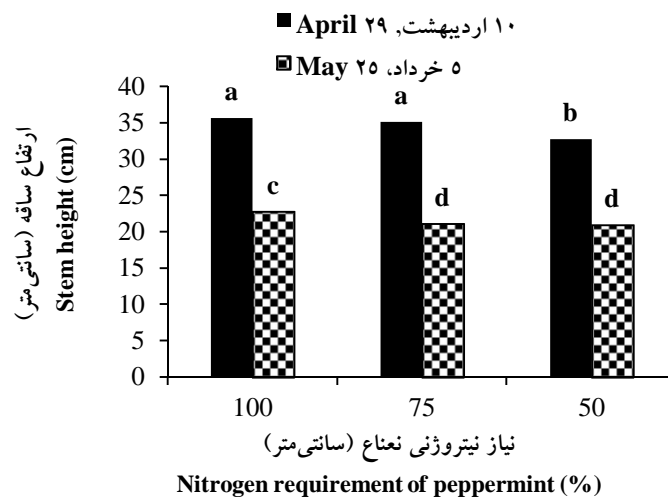 ۱۰ اردیبهشت, ۲۹ April
۵ خرداد، ۲۵ May
ارتفاع ساقه (سانتی‌متر)
Stem height (cm)
40
35
30
25
20
15
10
5
0
a
c
a
d
b
d
100 75 50
نیاز نیتروژنی نعناع (سانتی‌متر)
Nitrogen requirement of peppermint (%)